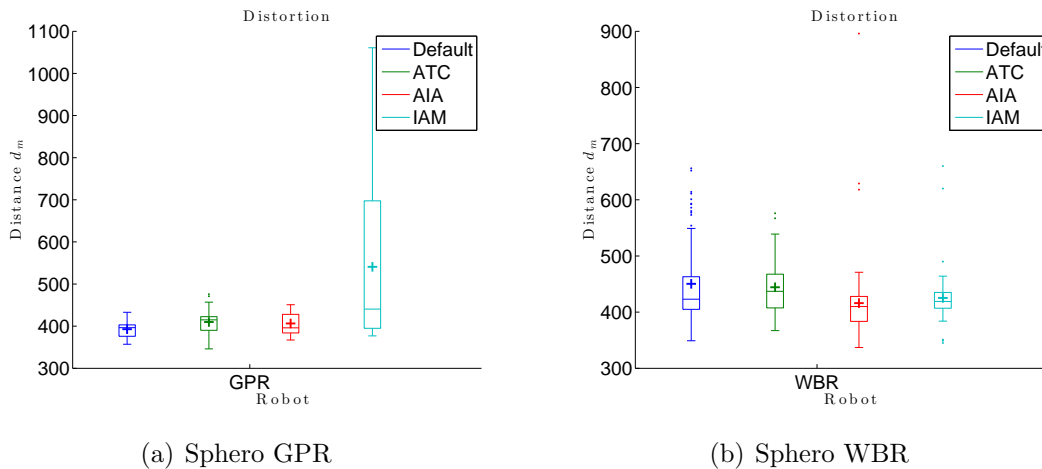 Distortion
1100
1000
900
800
700
600
500
400
300
Distance d_m
Default
ATC
AIA
IAM
GPR
Robot
(a) Sphero GPR
Distortion
900
800
700
600
500
400
300
Distance d_m
Default
ATC
AIA
IAM
WBR
Robot
(b) Sphero WBR